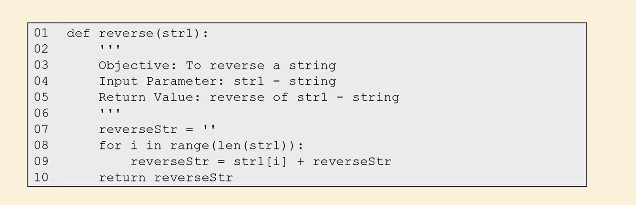 01 def reverse(str1):
02 '''
03 Objective: To reverse a string
04 Input Parameter: str1 - string
05 Return Value: reverse of str1 - string
06 '''
07 reverseStr = ''
08 for i in range(len(str1)):
09 reverseStr = str1[i] + reverseStr
10 return reverseStr